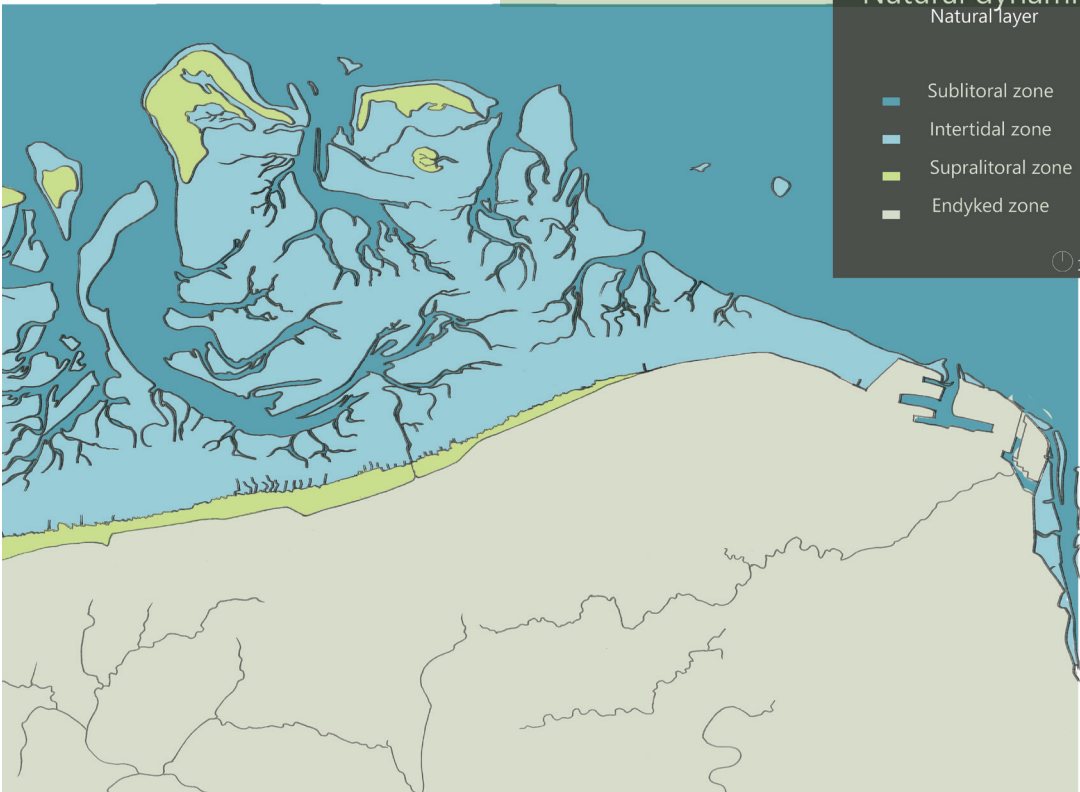 Natural layer
Sublitoral zone
Intertidal zone
Supralitoral zone
Endyked zone